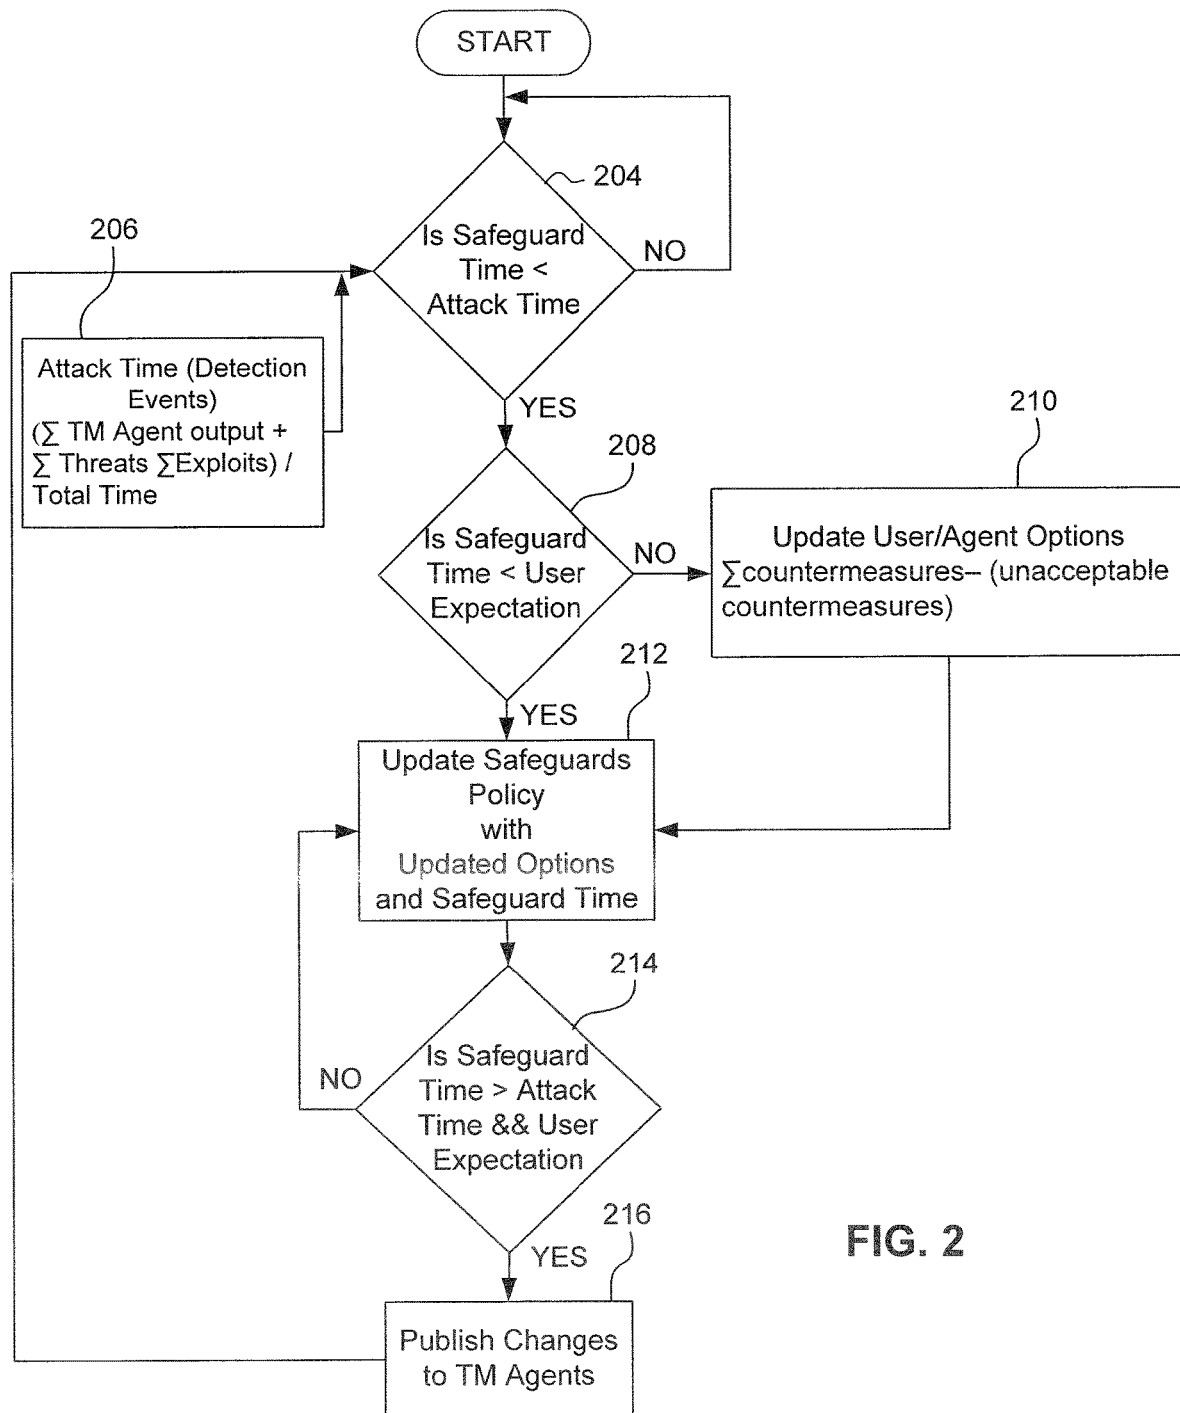 START
204
Is Safeguard
Time <
Attack Time
NO
206
Attack Time (Detection
Events)
(∑ TM Agent output +
∑ Threats ∑Exploits) /
Total Time
YES
208
Is Safeguard
Time < User
Expectation
NO
210
Update User/Agent Options
∑countermeasures-- (unacceptable
countermeasures)
YES
212
Update Safeguards
Policy
with
Updated Options
and Safeguard Time
214
Is Safeguard
Time > Attack
Time && User
Expectation
NO
YES
216
Publish Changes
to TM Agents
FIG. 2